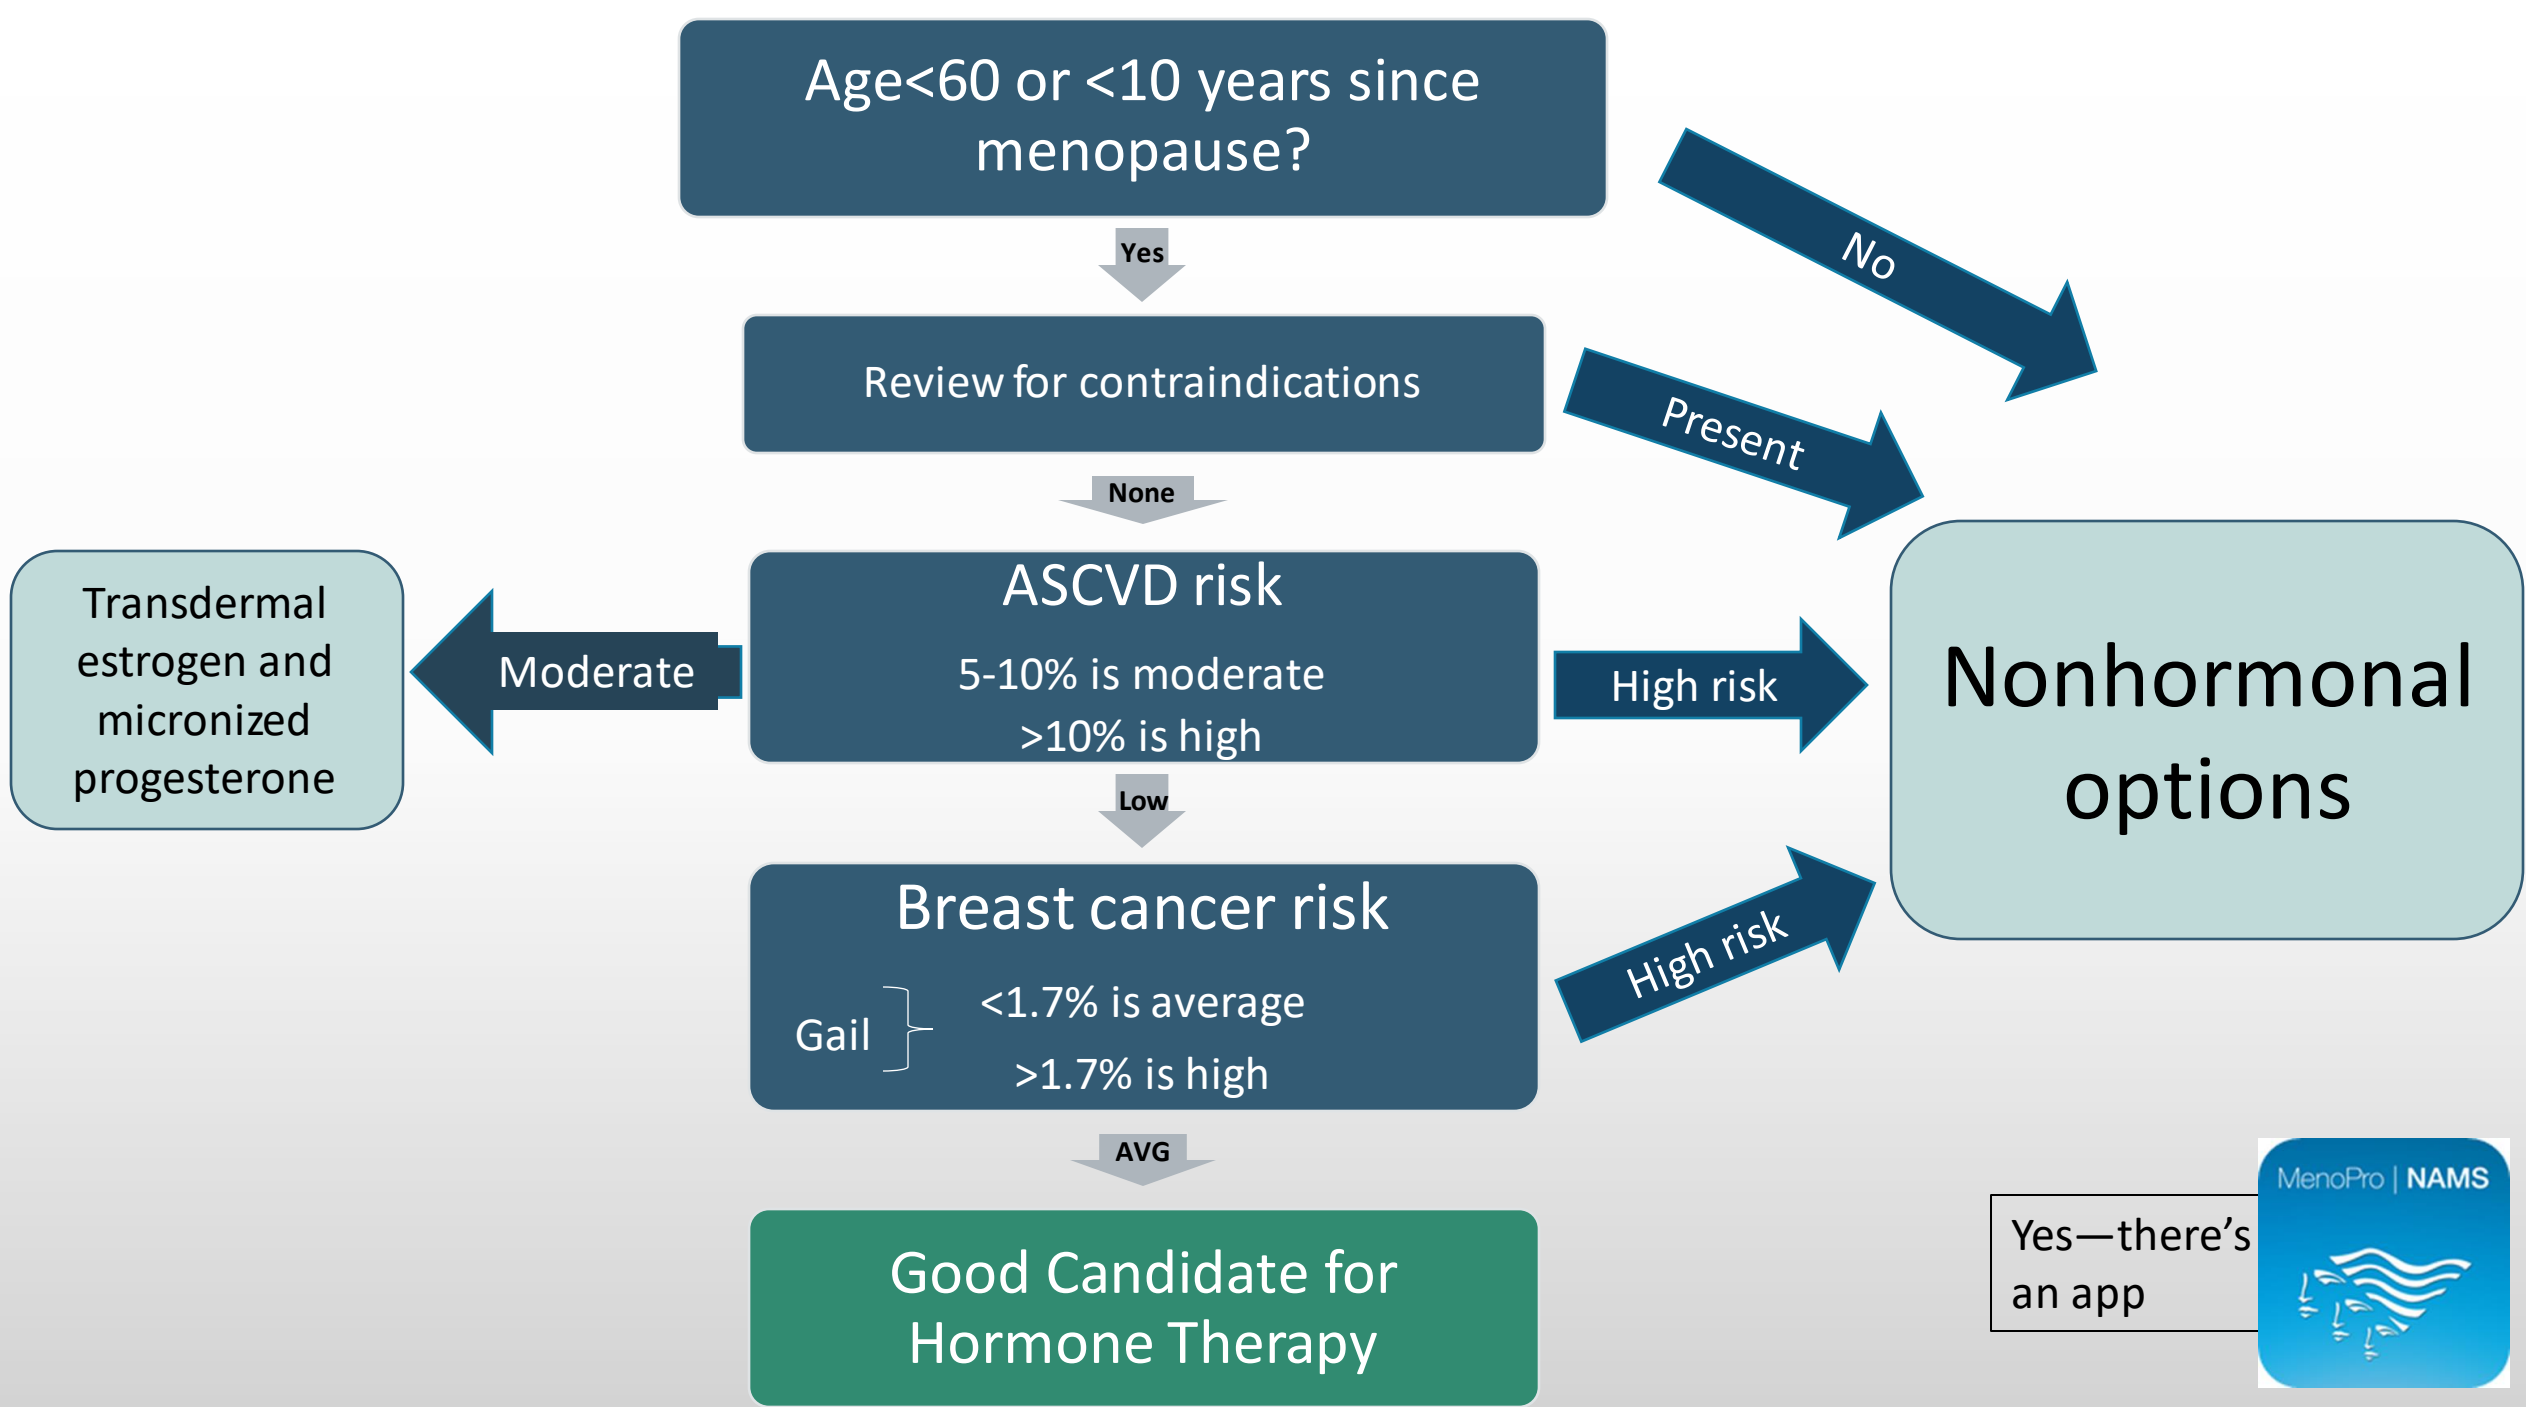 Age<60 or <10 years since
menopause?
No
Yes
Review for contraindications
Present
None
Transdermal
estrogen and
micronized
progesterone
Moderate
ASCVD risk
5-10% is moderate
>10% is high
High risk
Nonhormonal
options
Low
Breast cancer risk
Gail
<1.7% is average
>1.7% is high
High risk
AVG
Good Candidate for
Hormone Therapy
Yes—there’s
an app
MenoPro | NAMS